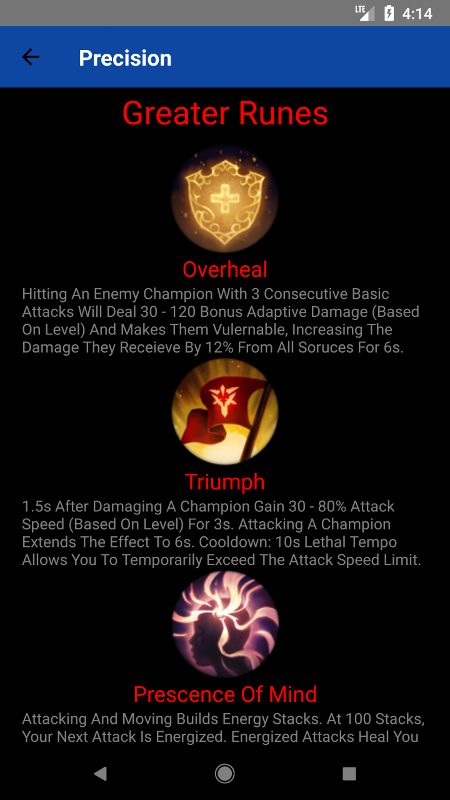 LTE 4:14
Precision
Greater Runes
Overheal
Hitting An Enemy Champion With 3 Consecutive Basic
Attacks Will Deal 30 - 120 Bonus Adaptive Damage (Based
On Level) And Makes Them Vulernable, Increasing The
Damage They Receieve By 12% From All Soruces For 6s.
Triumph
1.5s After Damaging A Champion Gain 30 - 80% Attack
Speed (Based On Level) For 3s. Attacking A Champion
Extends The Effect To 6s. Cooldown: 10s Lethal Tempo
Allows You To Temporarily Exceed The Attack Speed Limit.
Prescence Of Mind
Attacking And Moving Builds Energy Stacks. At 100 Stacks,
Your Next Attack Is Energized. Energized Attacks Heal You